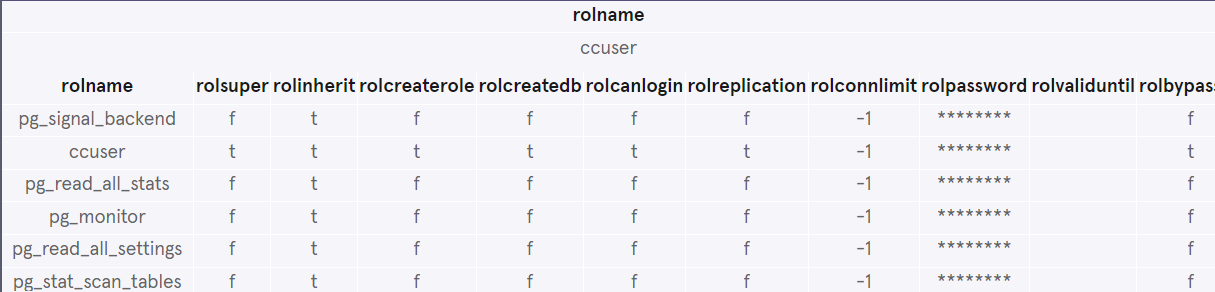 rolname
ccuser
rolname rolsuper rolinherit rolcreaterole rolcreatedb rolcanlogin rolreplication rolconnlimit rolpassword rolvaliduntil rolbypas
pg_signal_backend f t f f f f -1 ******** f
ccuser t t t t t t -1 ******** t
pg_read_all_stats f t f f f f -1 ******** f
pg_monitor f t f f f f -1 ******** f
pg_read_all_settings f t f f f f -1 ******** f
pg_stat_scan_tables f t f f f f -1 ******** f